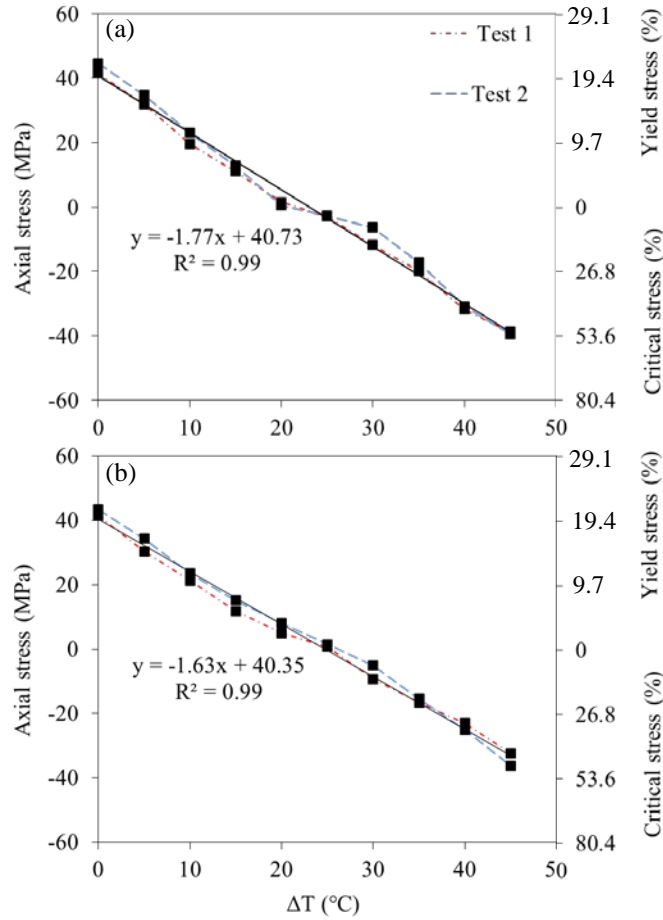 (a)
Test 1
Test 2
60
40
20
0
-20
-40
-60
Axial stress (MPa)
y = -1.77x + 40.73
R² = 0.99
29.1
19.4
9.7
0
26.8
53.6
80.4
Yield stress (%)
Critical stress (%)
0 10 20 30 40 50
(b)
60
40
20
0
-20
-40
-60
Axial stress (MPa)
y = -1.63x + 40.35
R² = 0.99
29.1
19.4
9.7
0
26.8
53.6
80.4
Yield stress (%)
Critical stress (%)
0 10 20 30 40 50
ΔT (°C)